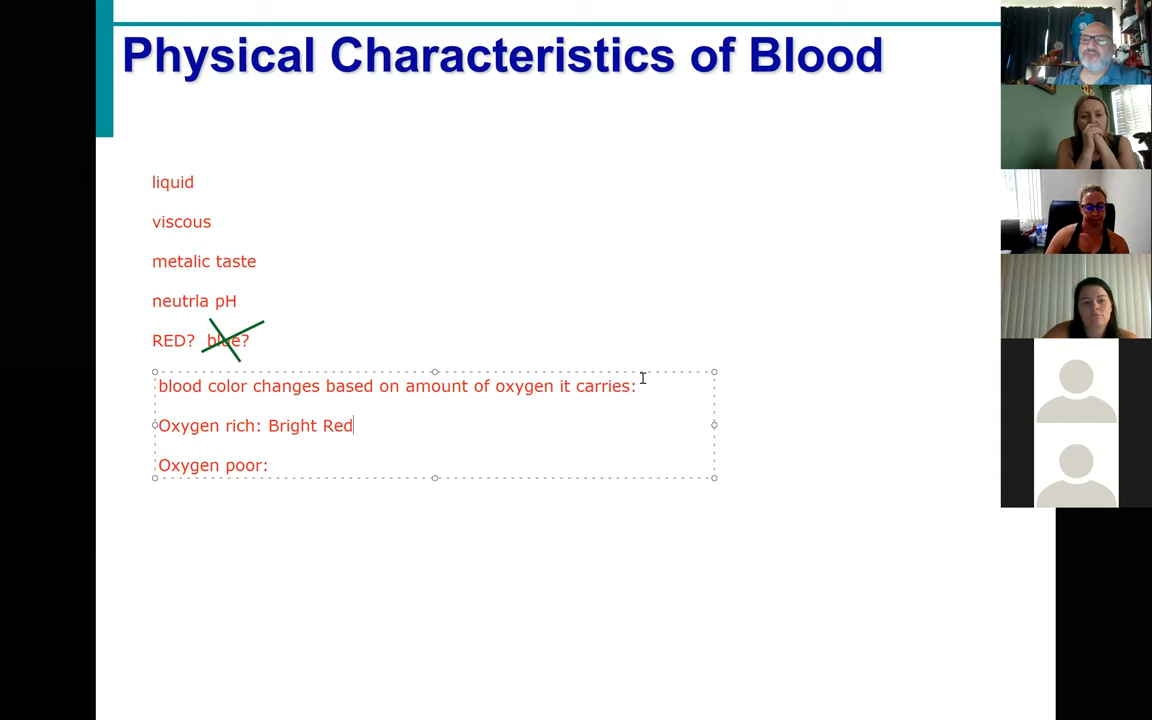 Physical Characteristics of Blood
liquid
viscous
metalic taste
neutrla pH
RED? blue?
blood color changes based on amount of oxygen it carries:
Oxygen rich: Bright Red
Oxygen poor: